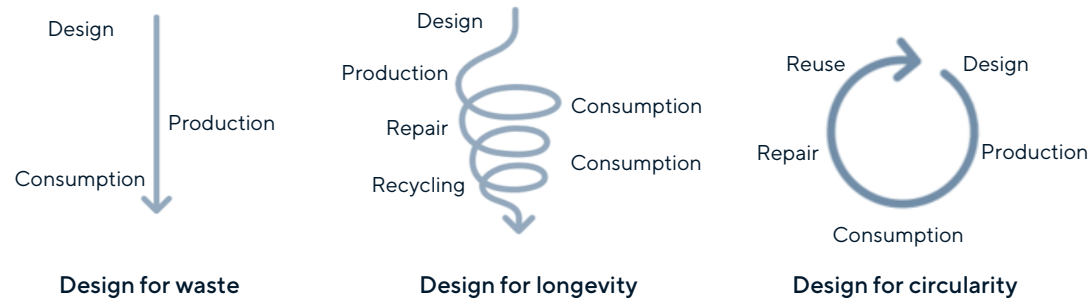 Design
Production
Consumption
Design for waste
Design
Production
Consumption
Repair
Consumption
Recycling
Design for longevity
Reuse
Design
Repair
Production
Consumption
Design for circularity